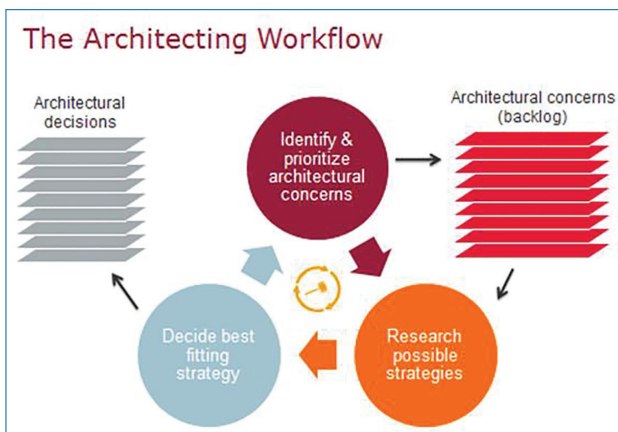 The Architecting Workflow
Architectural
decisions
Identify &
prioritize
architectural
concerns
Architectural concerns
(backlog)
Decide best
fitting
strategy
Research
possible
strategies